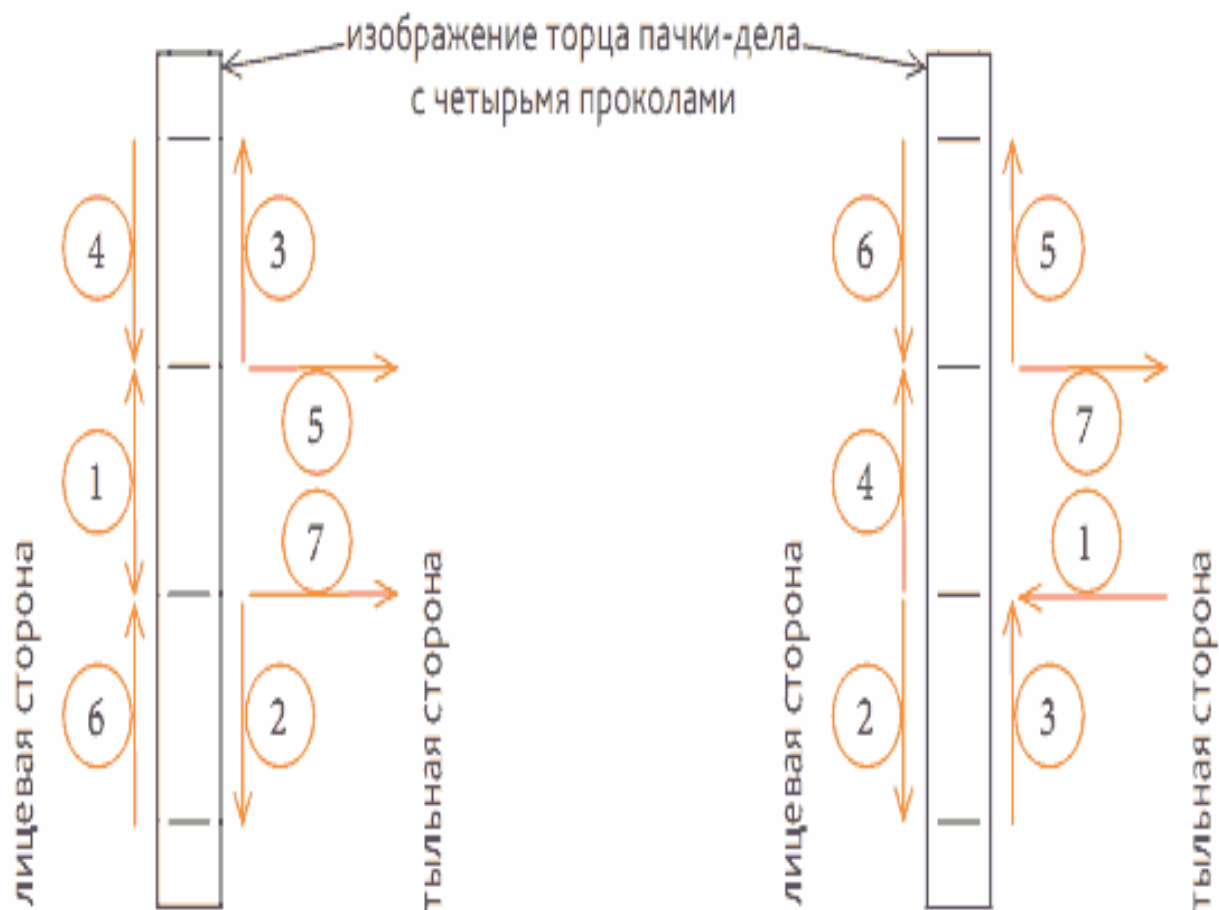 изображение торца пачки-дела
с четырьмя проколами
4
3
6
5
5
7
1
4
7
1
6
2
2
3
лицевая сторона
тыльная сторона
лицевая сторона
тыльная сторона